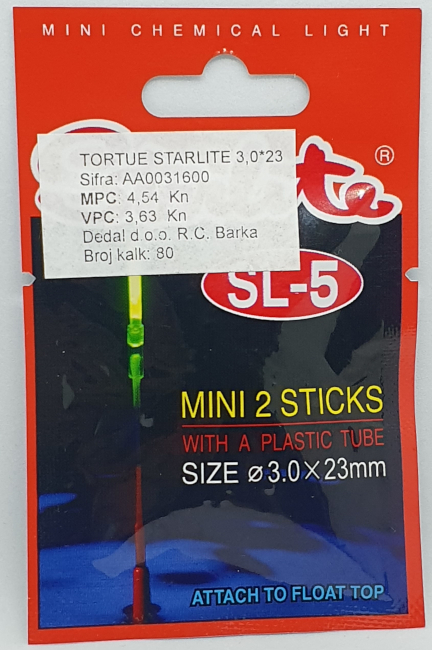 MINI CHEMICAL LIGHT
TORTUE STARLITE 3,0*23
Sifra: AA0031600
MPC: 4,54 Kn
VPC: 3,63 Kn
Dedal d.o.o. R.C. Barka
Broj kalk: 80
®
SL-5
MINI 2 STICKS
WITH A PLASTIC TUBE
SIZE ø 3.0×23mm
ATTACH TO FLOAT TOP